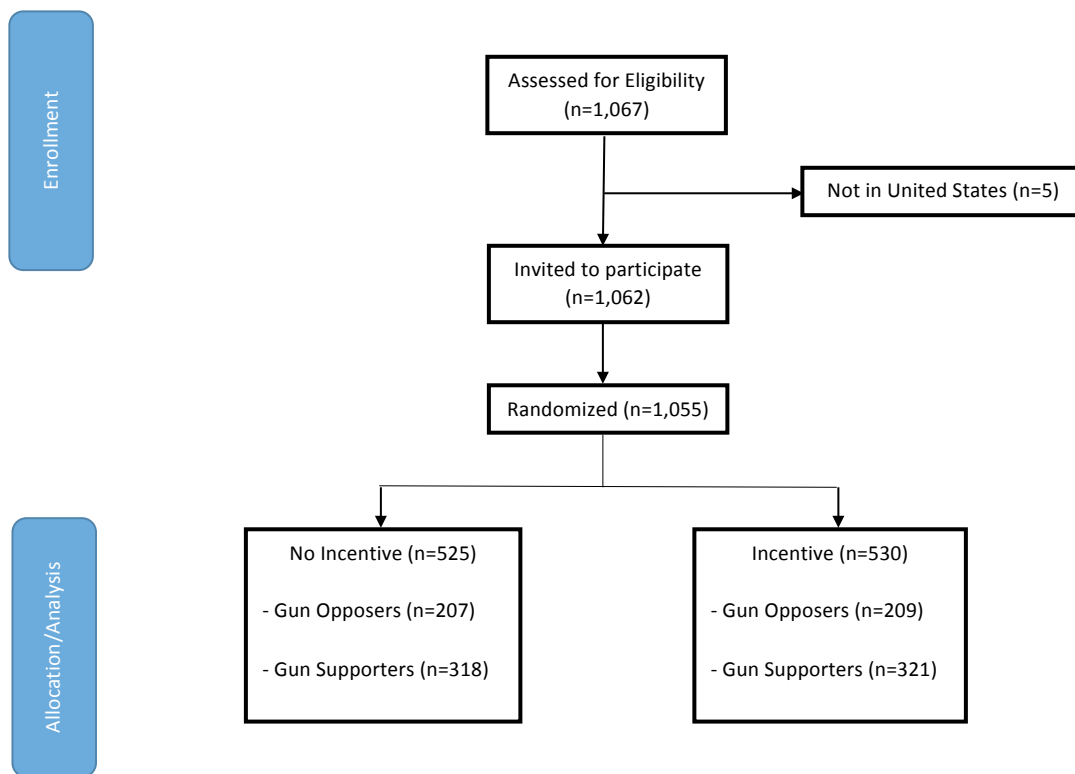 Enrollment
Assessed for Eligibility
(n=1,067)
Not in United States (n=5)
Invited to participate
(n=1,062)
Randomized (n=1,055)
Allocation/Analysis
No Incentive (n=525)
- Gun Opposers (n=207)
- Gun Supporters (n=318)
Incentive (n=530)
- Gun Opposers (n=209)
- Gun Supporters (n=321)